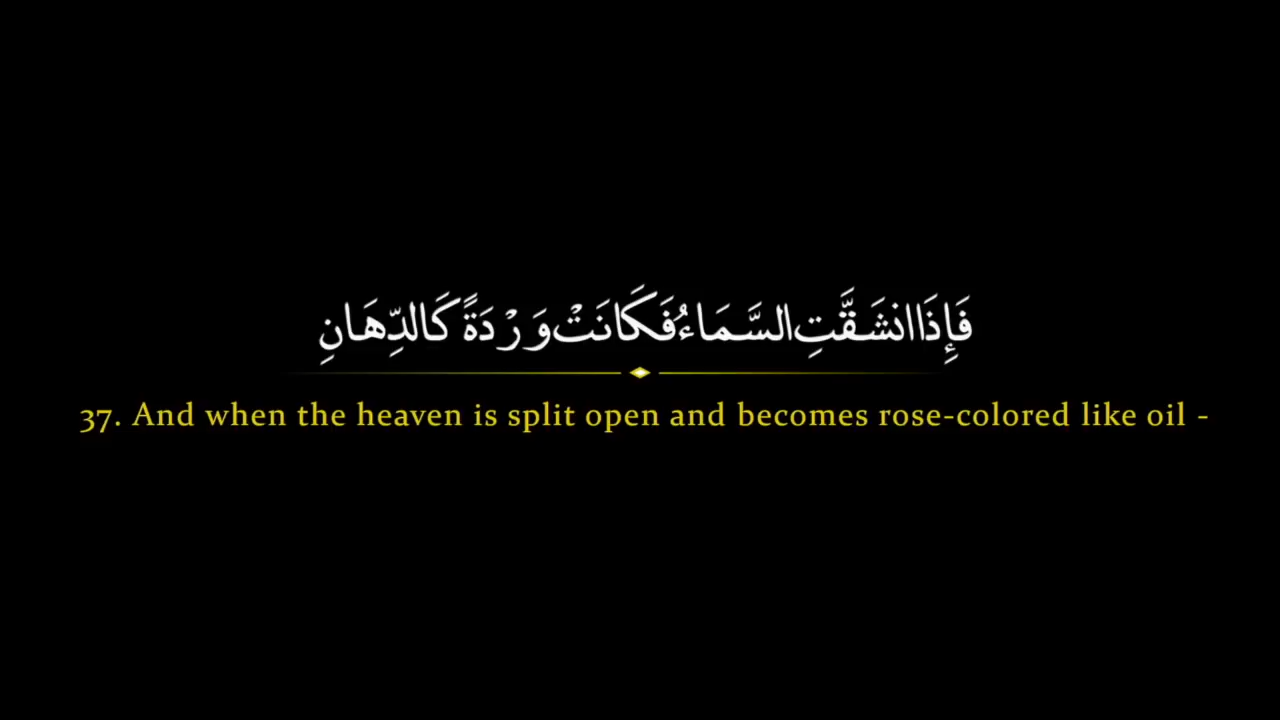 فَإِذَا انشَقَّتِ السَّمَاءُ فَكَانَتْ وَرْدَةً كَالدِّهَانِ
37. And when the heaven is split open and becomes rose-colored like oil -